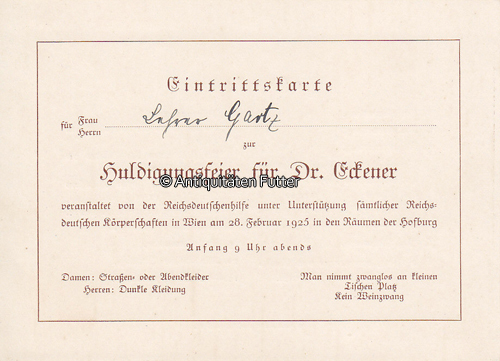 Eintrittskarte
für Frau
Herrn
Lehrer Gartz
zur
Huldigungsfeier für Dr. Eckener
© Antiquitäten Futter
veranstaltet von der Reichsdeutschenhilfe unter Unterstützung sämtlicher Reichs-
deutschen Körperschaften in Wien am 28. Februar 1925 in den Räumen der Hofburg
Anfang 9 Uhr abends
Damen: Straßen- oder Abendkleider
Herren: Dunkle Kleidung
Man nimmt zwanglos an kleinen
Tischen Platz
Kein Weinzwang